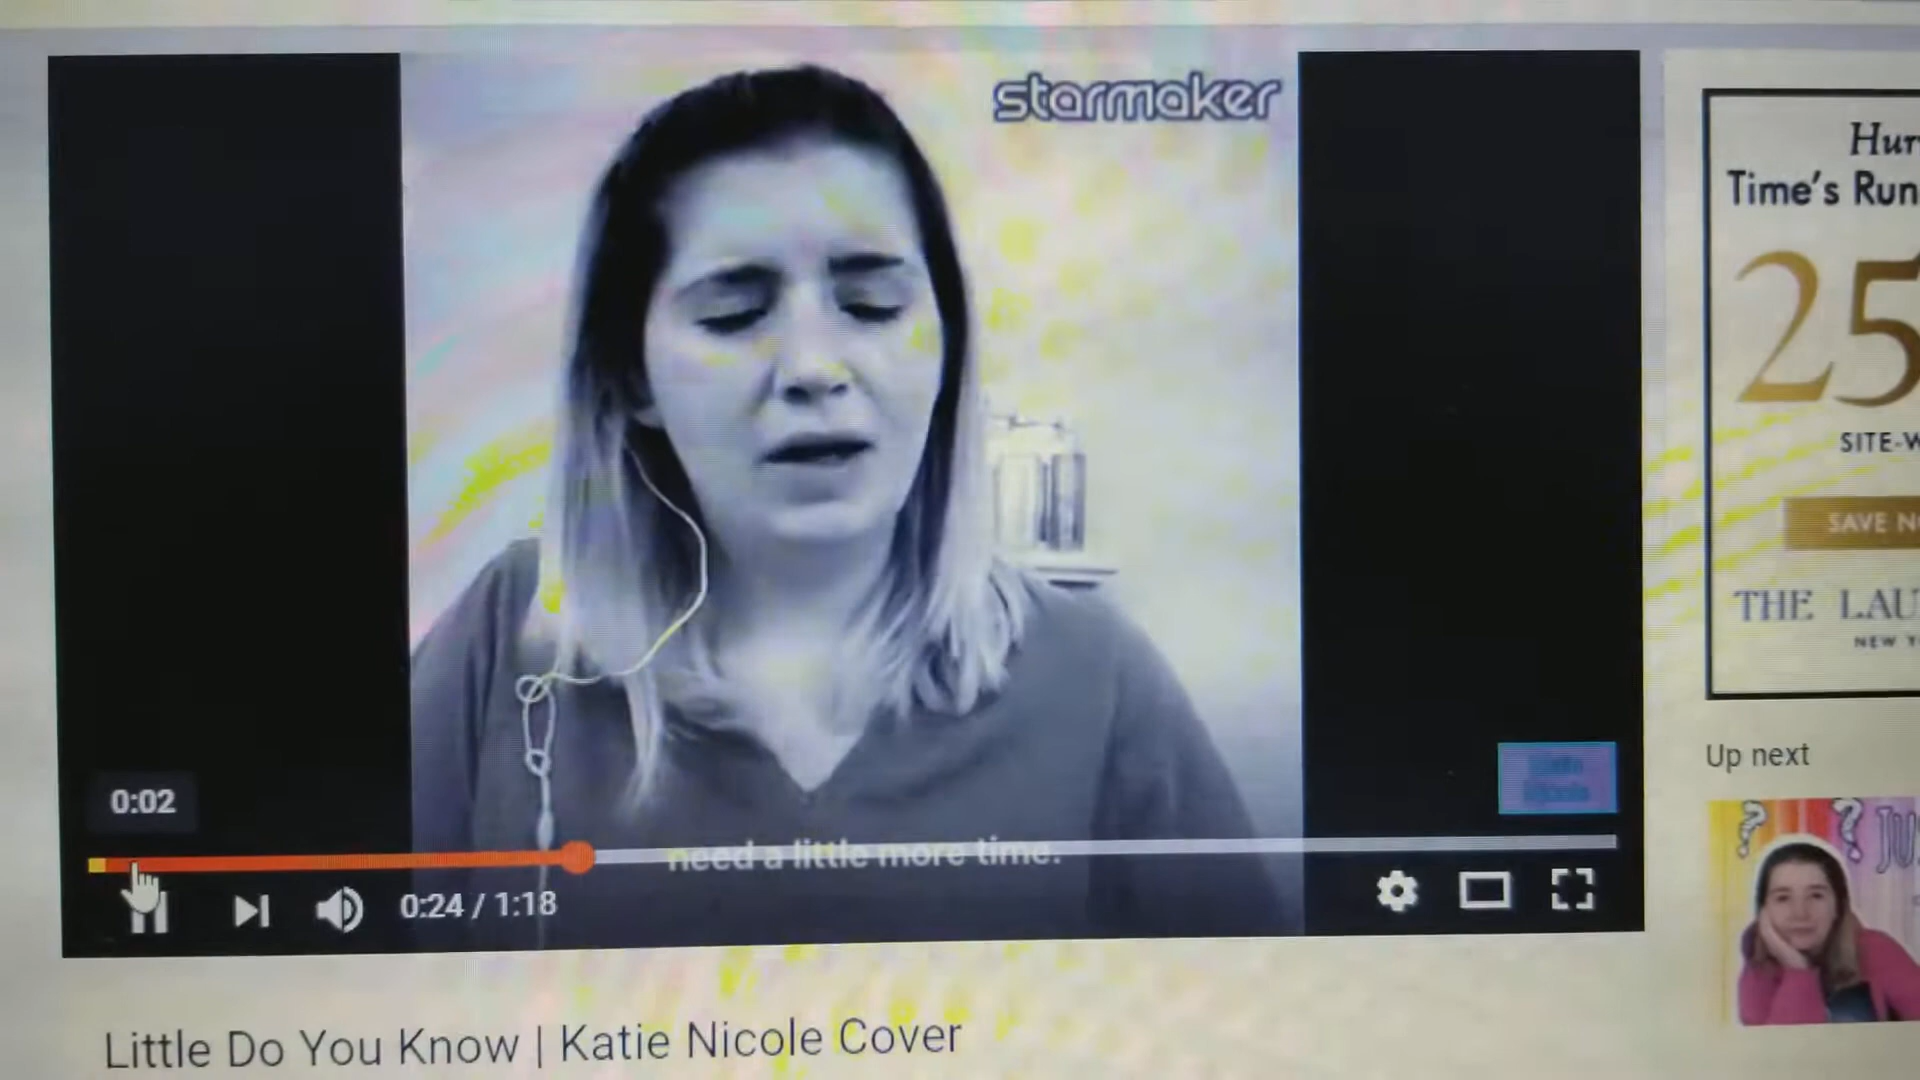 starmaker
need a little more time.
0:02
0:24 / 1:18
Little Do You Know | Katie Nicole Cover
Time's Run
25
SITE-W
SAVE N
THE LAU
NEW Y
Up next